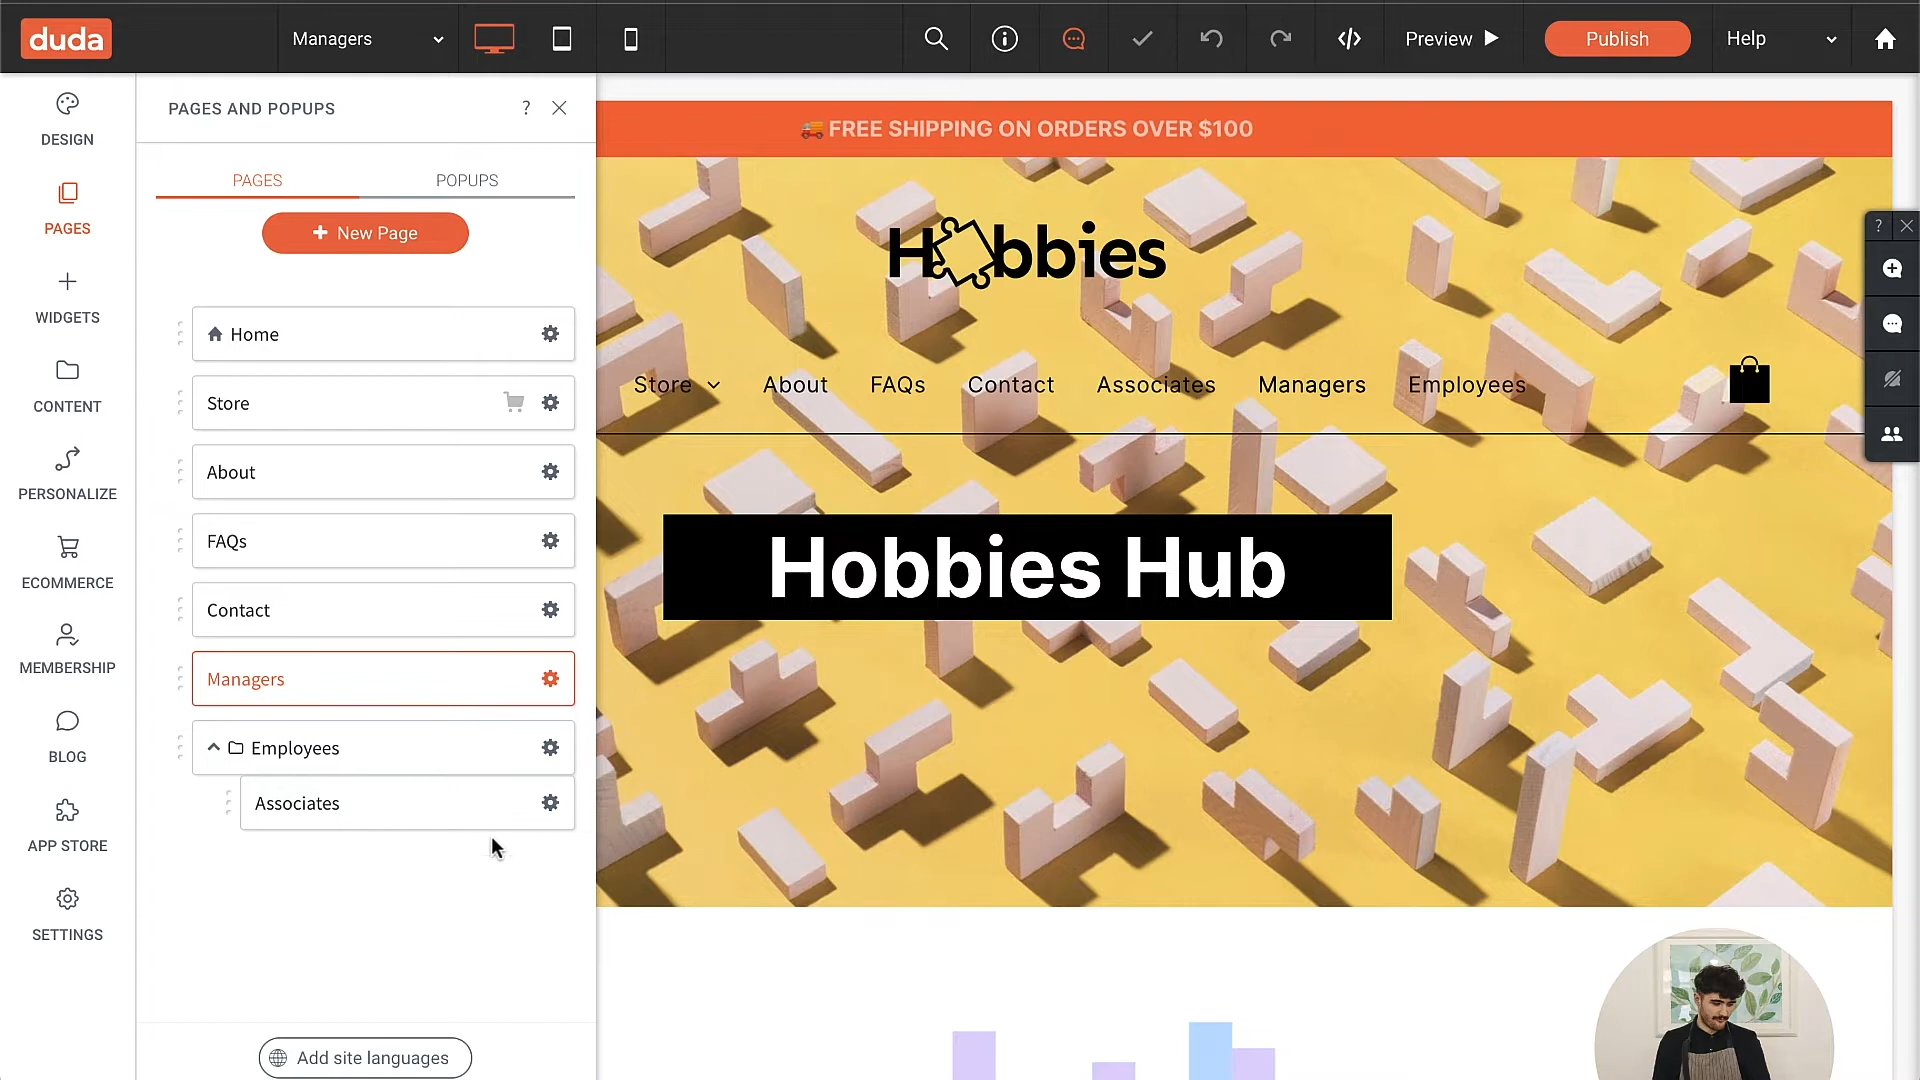 duda
Managers
Preview
Publish
Help
DESIGN
PAGES
WIDGETS
CONTENT
PERSONALIZE
ECOMMERCE
MEMBERSHIP
BLOG
APP STORE
SETTINGS
PAGES AND POPUPS
?
PAGES
POPUPS
+ New Page
Home
Store
About
FAQs
Contact
Managers
Employees
Associates
Add site languages
🚚 FREE SHIPPING ON ORDERS OVER $100
Hobbies
Store About FAQs Contact Associates Managers Employees
Hobbies Hub
?